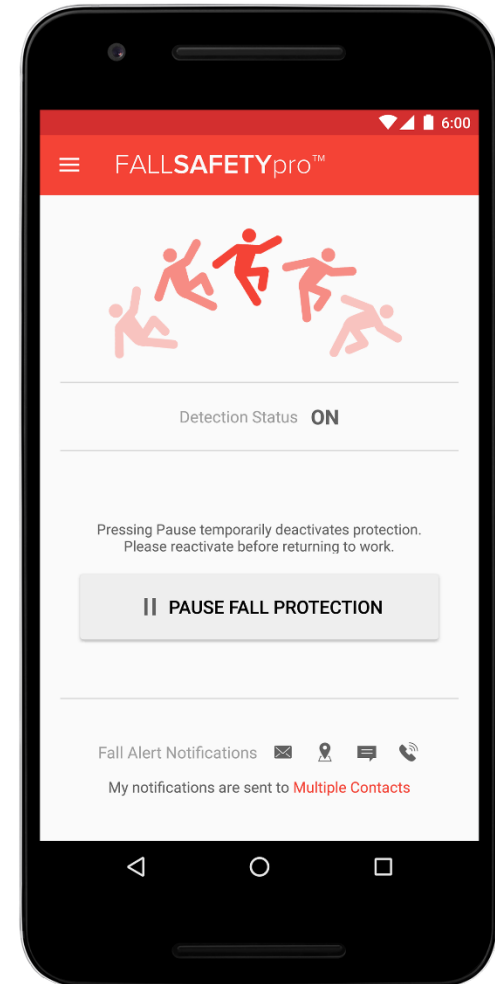 6:00
FALLSAFETYpro™
Detection Status ON
Pressing Pause temporarily deactivates protection.
Please reactivate before returning to work.
PAUSE FALL PROTECTION
Fall Alert Notifications
My notifications are sent to Multiple Contacts